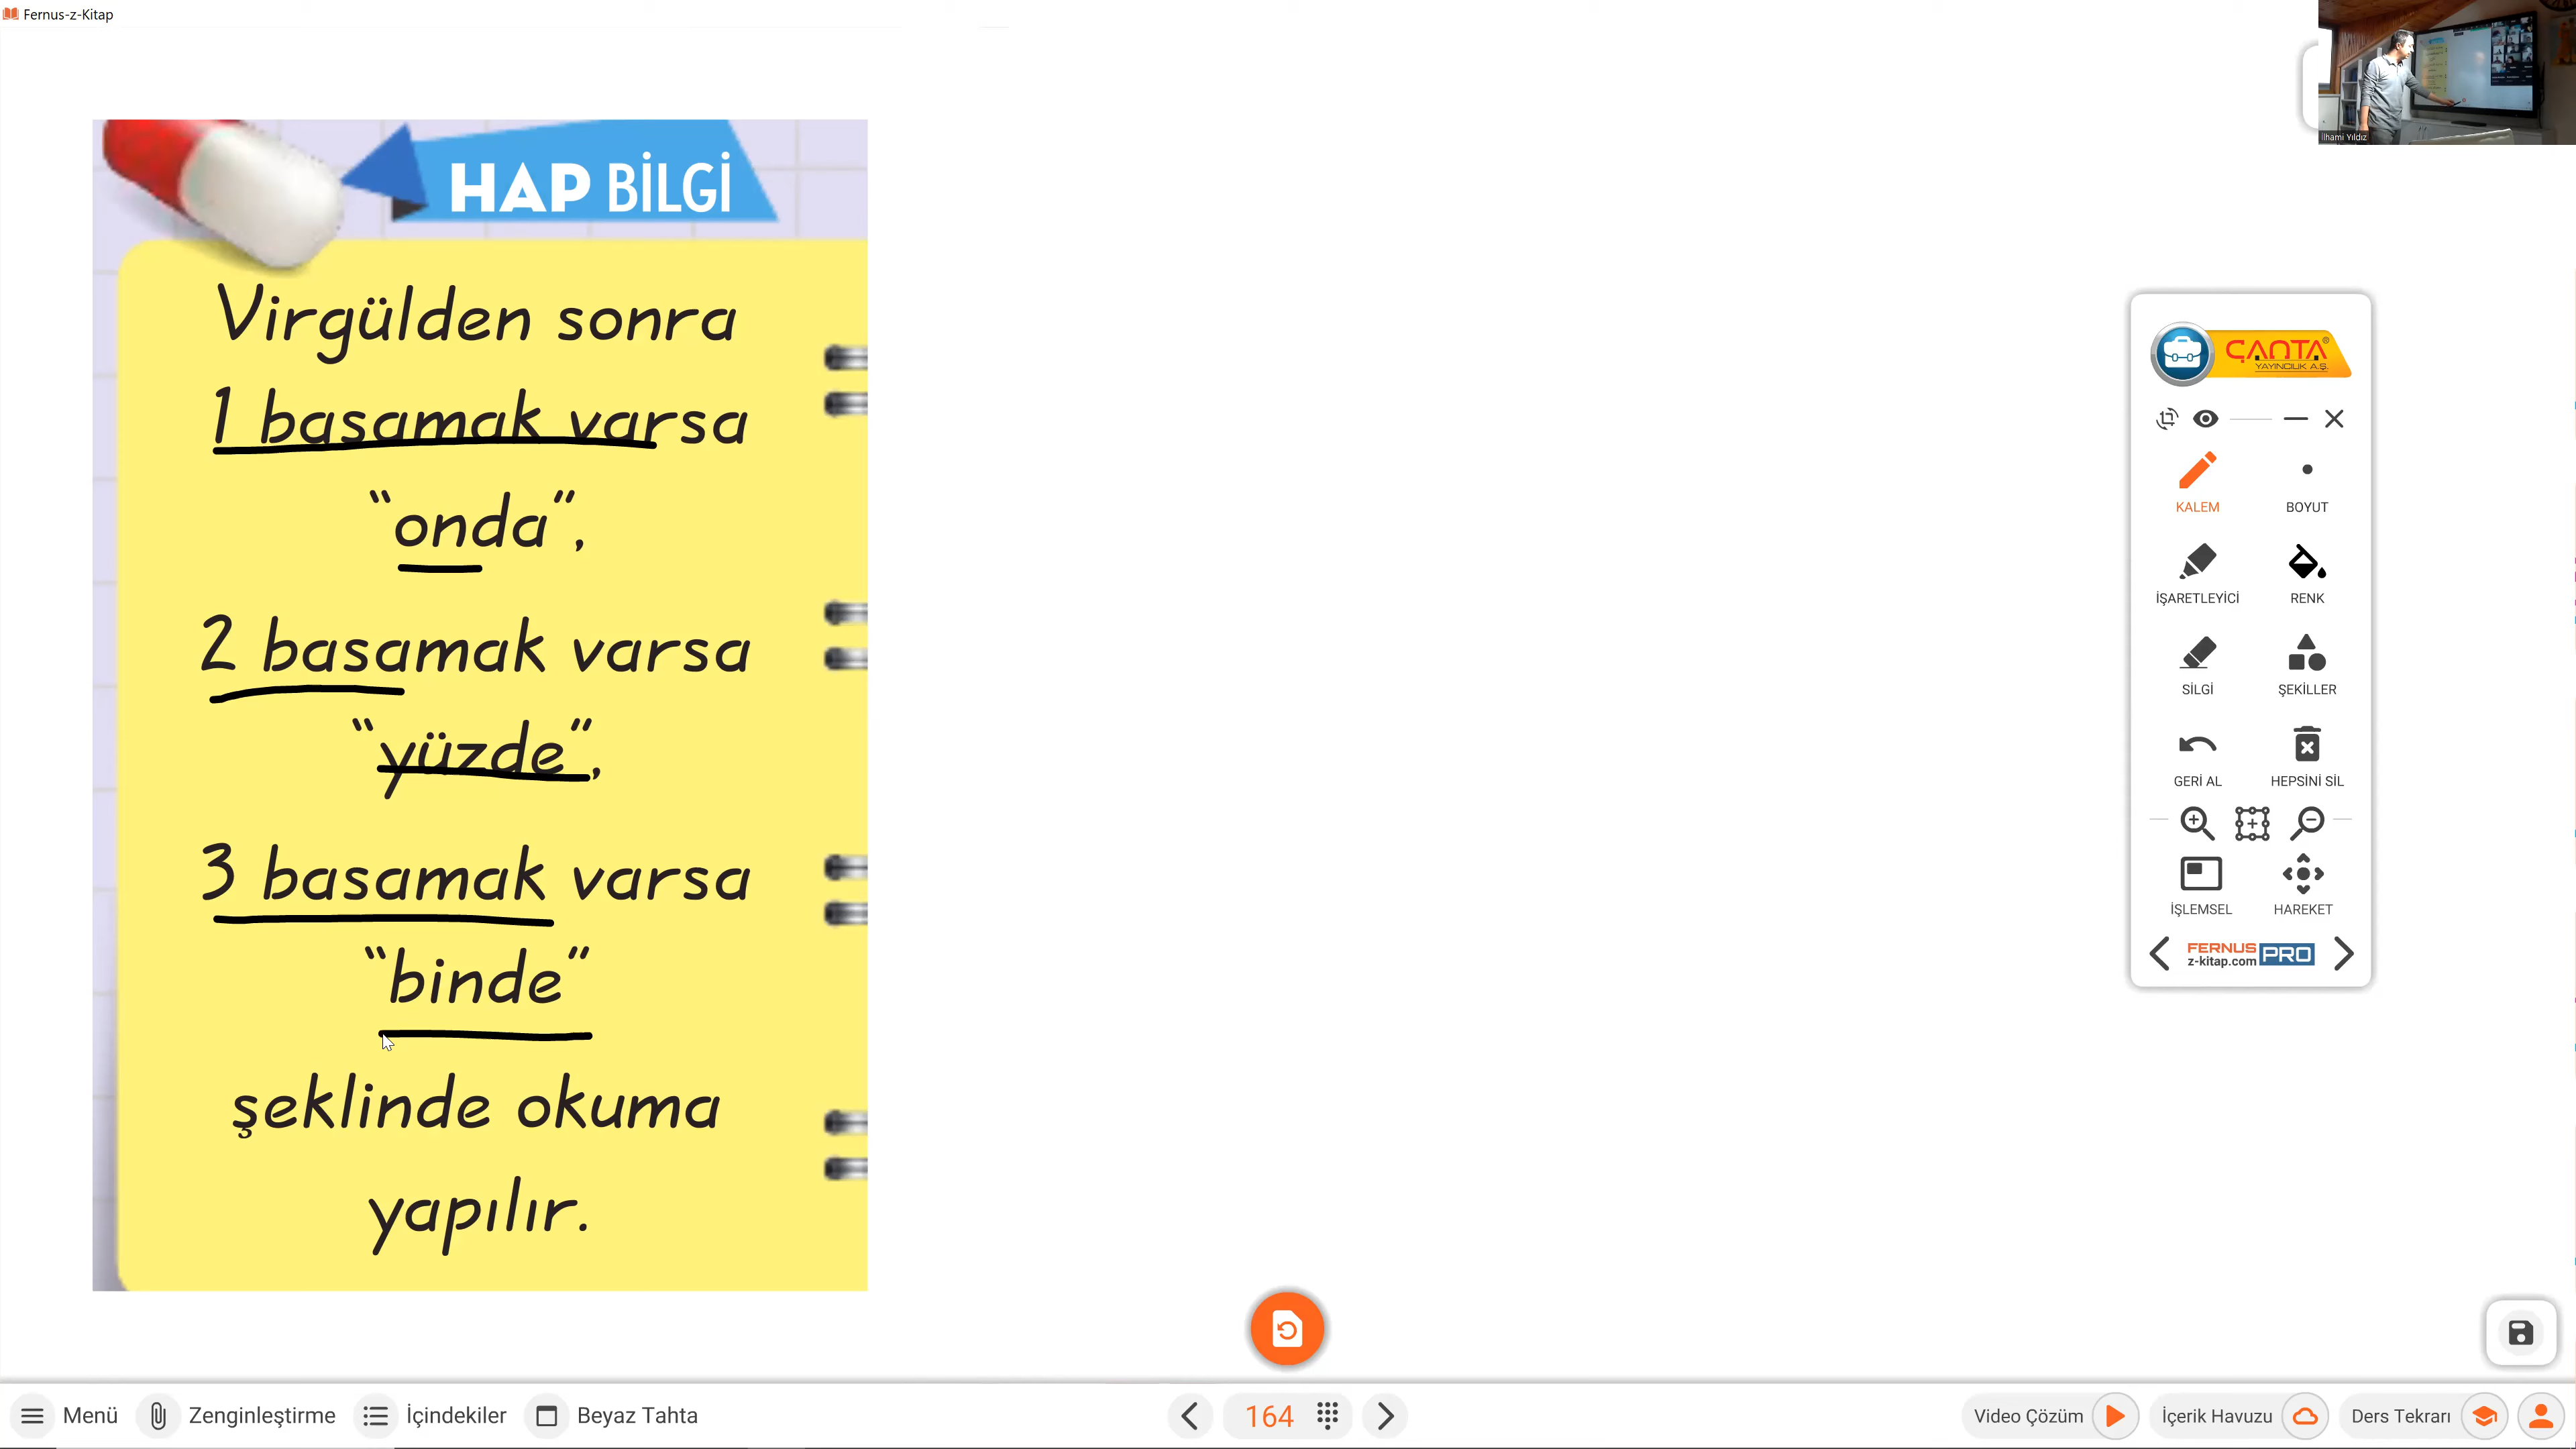 Fernus-z-Kitap
İlhami Yıldız
HAP BİLGİ
Virgülden sonra
1 basamak varsa
“onda”,
2 basamak varsa
“yüzde”,
3 basamak varsa
“binde”
şeklinde okuma
yapılır.
ÇANTA
YAYINCILIK A.Ş.
KALEM
BOYUT
İŞARETLEYİCİ
RENK
SİLGİ
ŞEKİLLER
GERİ AL
HEPSİNİ SİL
İŞLEMSEL
HAREKET
FERNUS
z-kitap.com PRO
Menü
Zenginleştirme
İçindekiler
Beyaz Tahta
164
Video Çözüm
İçerik Havuzu
Ders Tekrarı